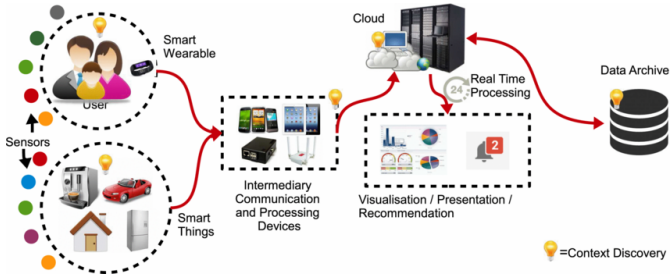 Smart
Wearable
User
Sensors
Smart
Things
Intermediary
Communication
and Processing
Devices
Cloud
24
Real Time
Processing
2
Visualisation / Presentation /
Recommendation
Data Archive
=Context Discovery